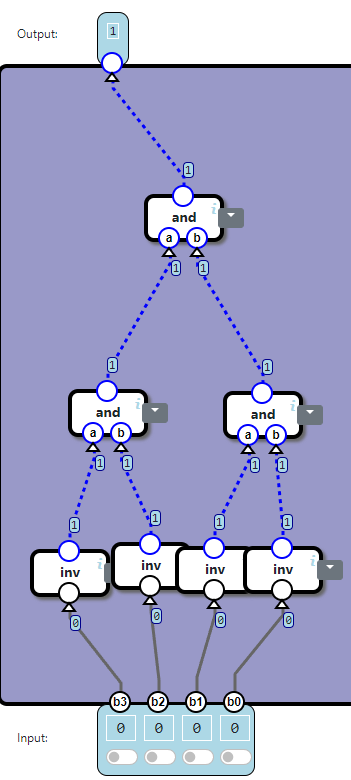 Output:
1
1
i
and
a b
1 1
1 1
i i
and and
a b a b
1 1 1 1
1 1 1 1
inv inv inv inv
i
0 0 0 0
b3 b2 b1 b0
0 0 0 0
Input: